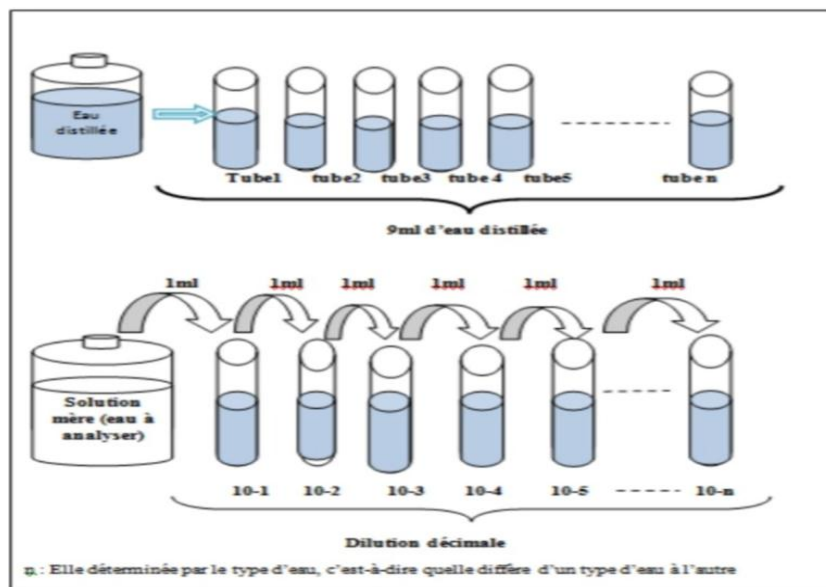 Eau
distillée
Tube1 tube2 tube3 tube 4 tube5 tube n
9ml d'eau distillée
1ml 1ml 1ml 1ml 1ml 1ml
Solution
mère (eau à
analyser)
10-1 10-2 10-3 10-4 10-5 10-n
Dilution décimale
n : Elle déterminée par le type d'eau, c'est-à-dire quelle diffère d'un type d'eau à l'autre